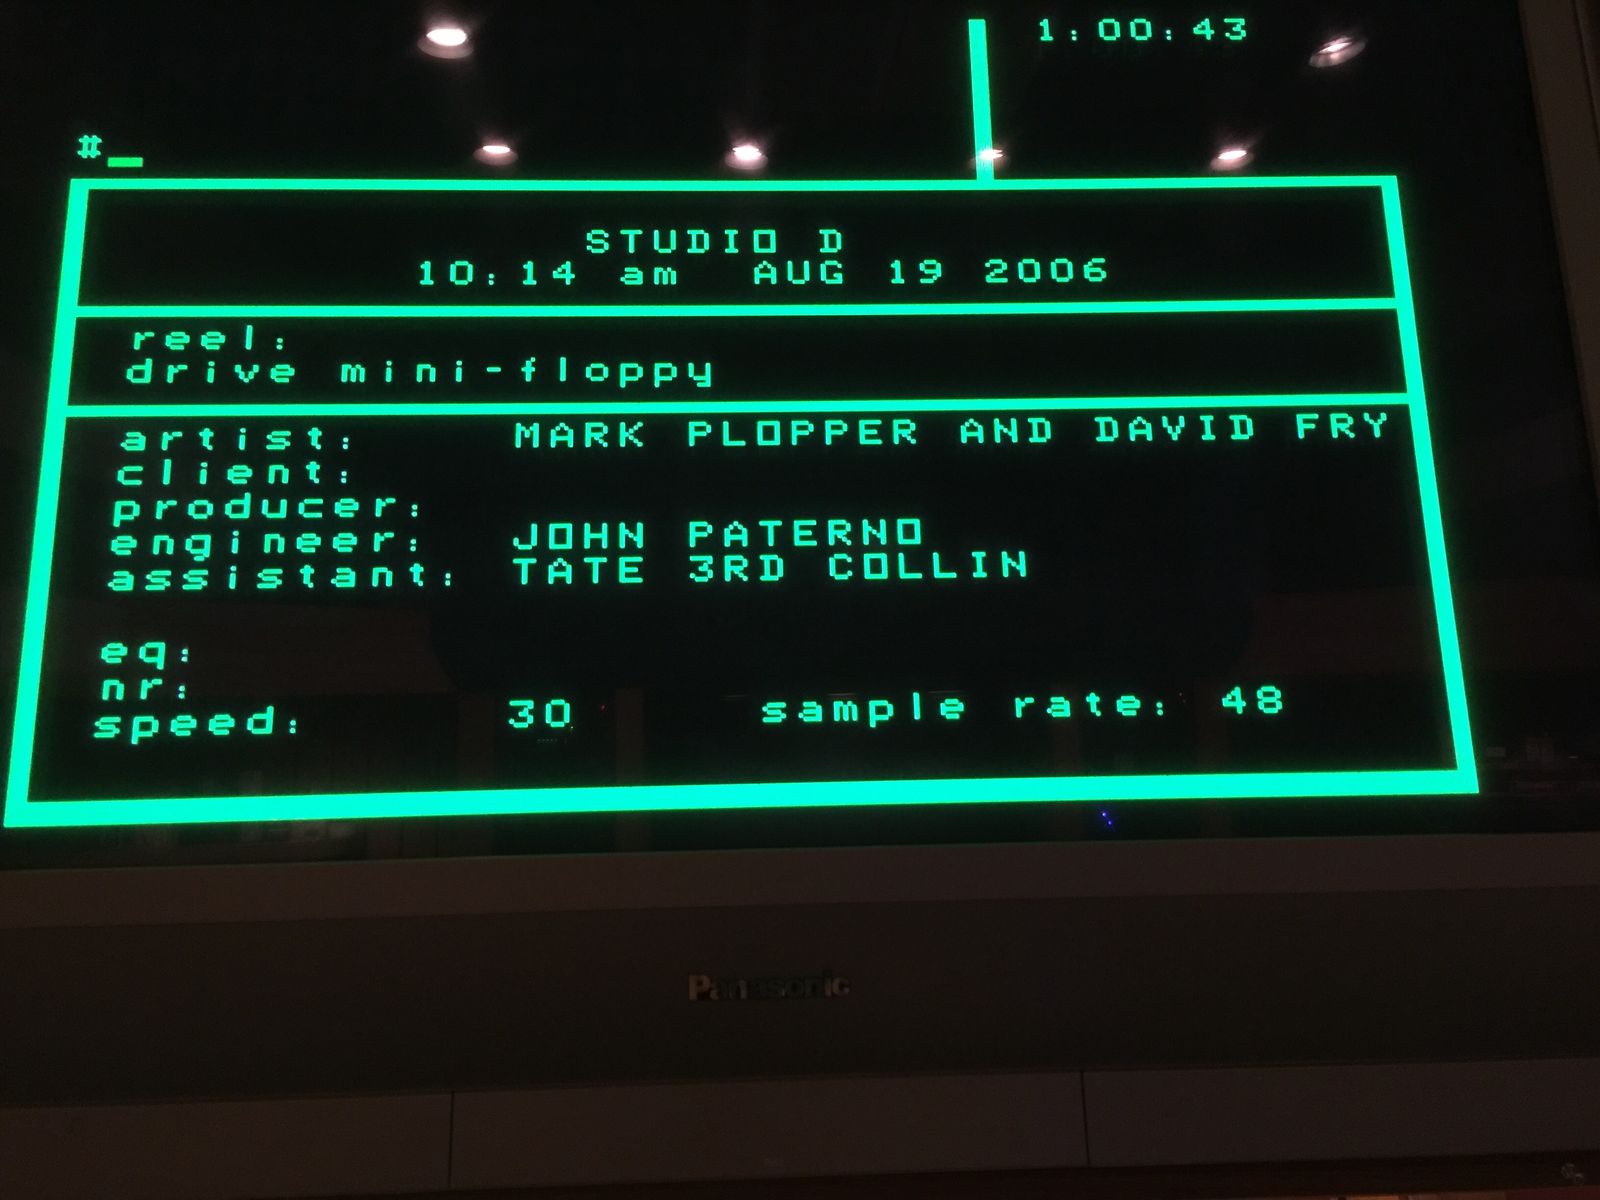 1:00:43
#_
STUDIO D
10:14 am AUG 19 2006
reel:
drive mini-floppy
artist: MARK PLOPPER AND DAVID FRY
client:
producer:
engineer: JOHN PATERNO
assistant: TATE 3RD COLLIN
eq:
nr:
speed: 30 sample rate: 48
Panasonic